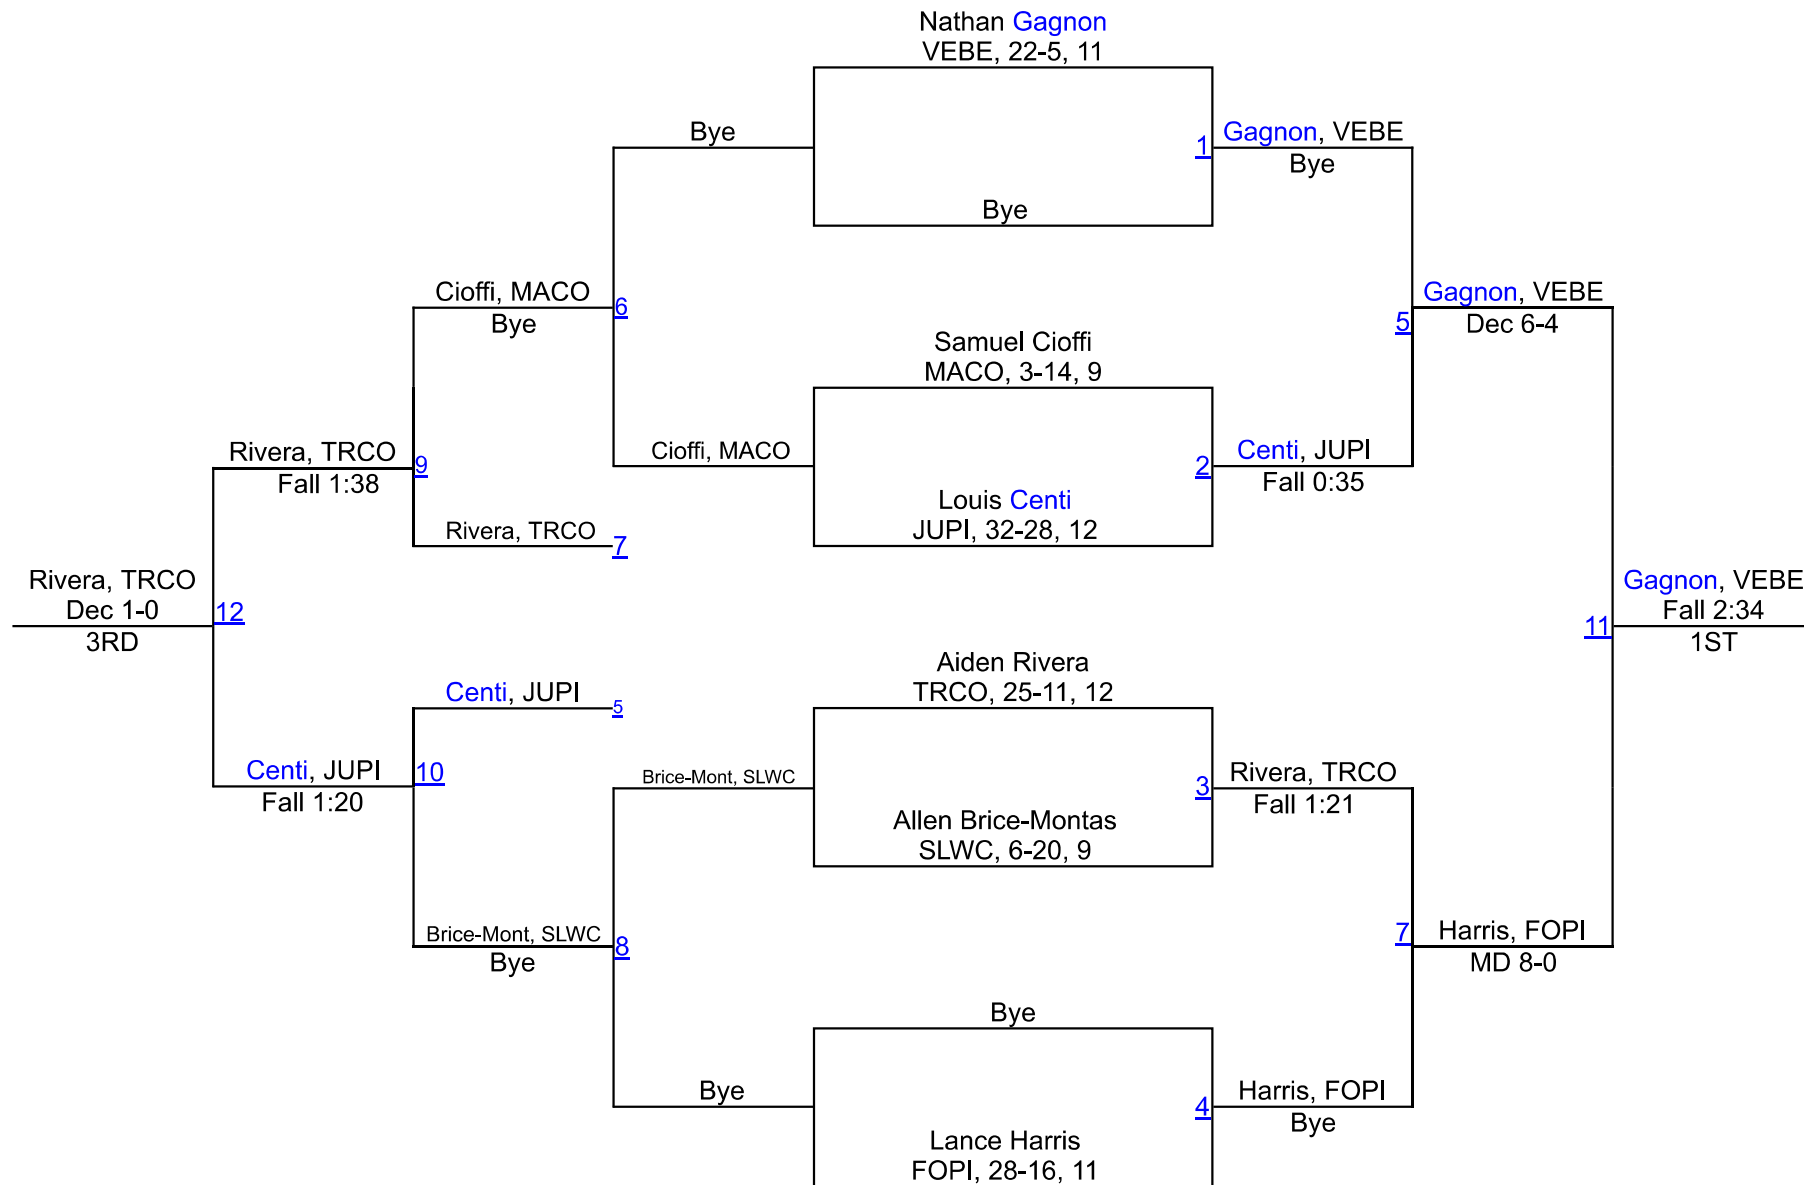 Nathan Gagnon
VEBE, 22-5, 11
Bye
1
Gagnon, VEBE
Bye
Bye
Cioffi, MACO
Bye
6
Gagnon, VEBE
Dec 6-4
5
Samuel Cioffi
MACO, 3-14, 9
Rivera, TRCO
Fall 1:38
9
Cioffi, MACO
2
Centi, JUPI
Fall 0:35
Louis Centi
JUPI, 32-28, 12
Rivera, TRCO
7
Rivera, TRCO
Dec 1-0
3RD
12
Gagnon, VEBE
Fall 2:34
1ST
11
Aiden Rivera
TRCO, 25-11, 12
Centi, JUPI
5
Centi, JUPI
Fall 1:20
10
Brice-Mont, SLWC
3
Rivera, TRCO
Fall 1:21
Allen Brice-Montas
SLWC, 6-20, 9
Brice-Mont, SLWC
Bye
8
7
Harris, FOPI
MD 8-0
Bye
Bye
4
Harris, FOPI
Bye
Lance Harris
FOPI, 28-16, 11